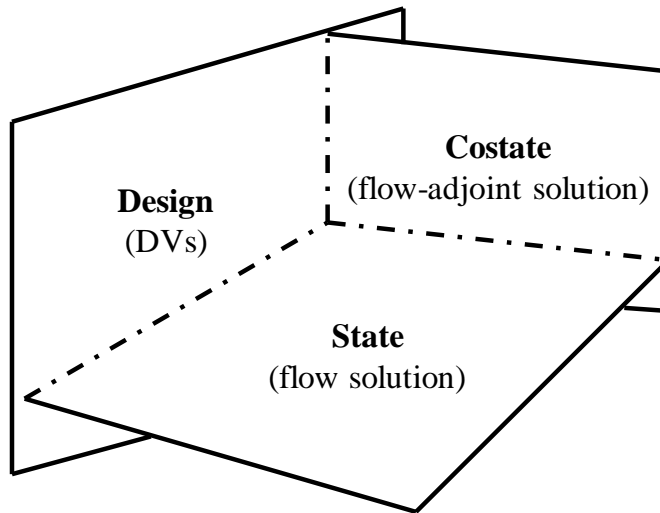 Costate
(flow-adjoint solution)
Design
(DVs)
State
(flow solution)